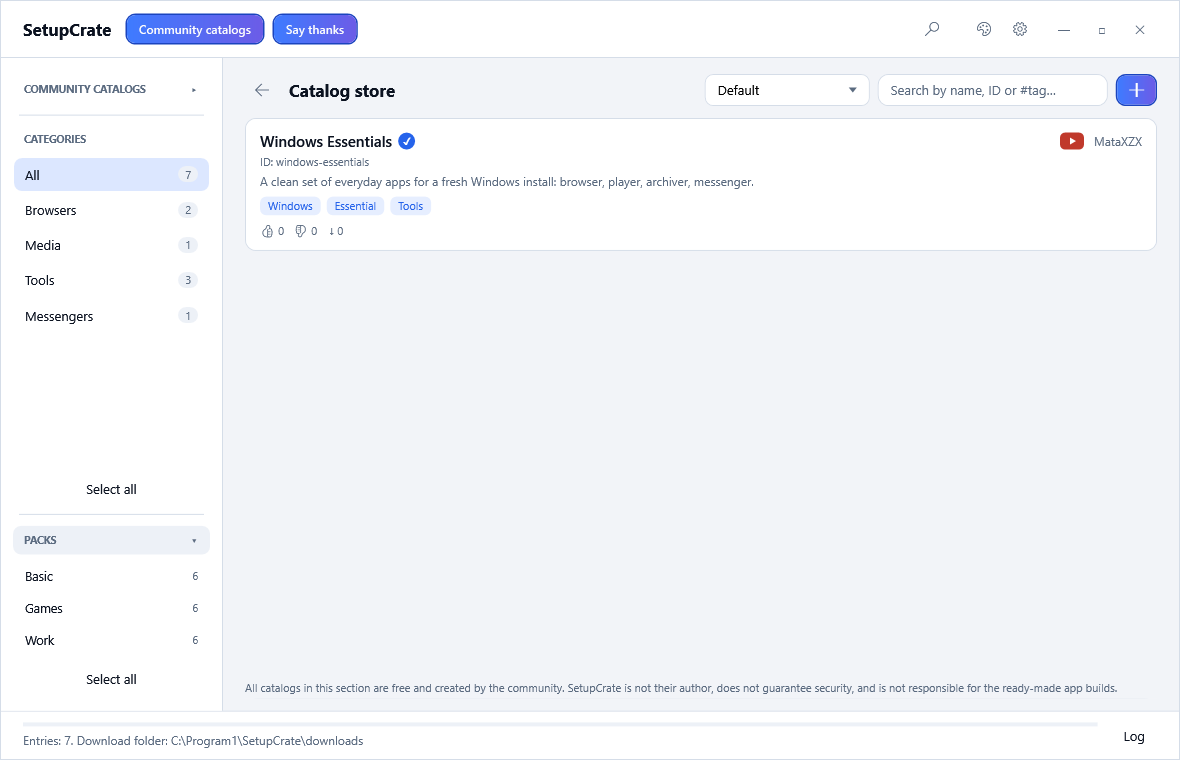 SetupCrate
Community catalogs
Say thanks
COMMUNITY CATALOGS
CATEGORIES
All 7
Browsers 2
Media 1
Tools 3
Messengers 1
Select all
PACKS
Basic 6
Games 6
Work 6
Select all
Catalog store
Default
Search by name, ID or #tag...
Windows Essentials
MataXZX
ID: windows-essentials
A clean set of everyday apps for a fresh Windows install: browser, player, archiver, messenger.
Windows Essential Tools
0 0 ↓ 0
All catalogs in this section are free and created by the community. SetupCrate is not their author, does not guarantee security, and is not responsible for the ready-made app builds.
Entries: 7. Download folder: C:\Program1\SetupCrate\downloads
Log